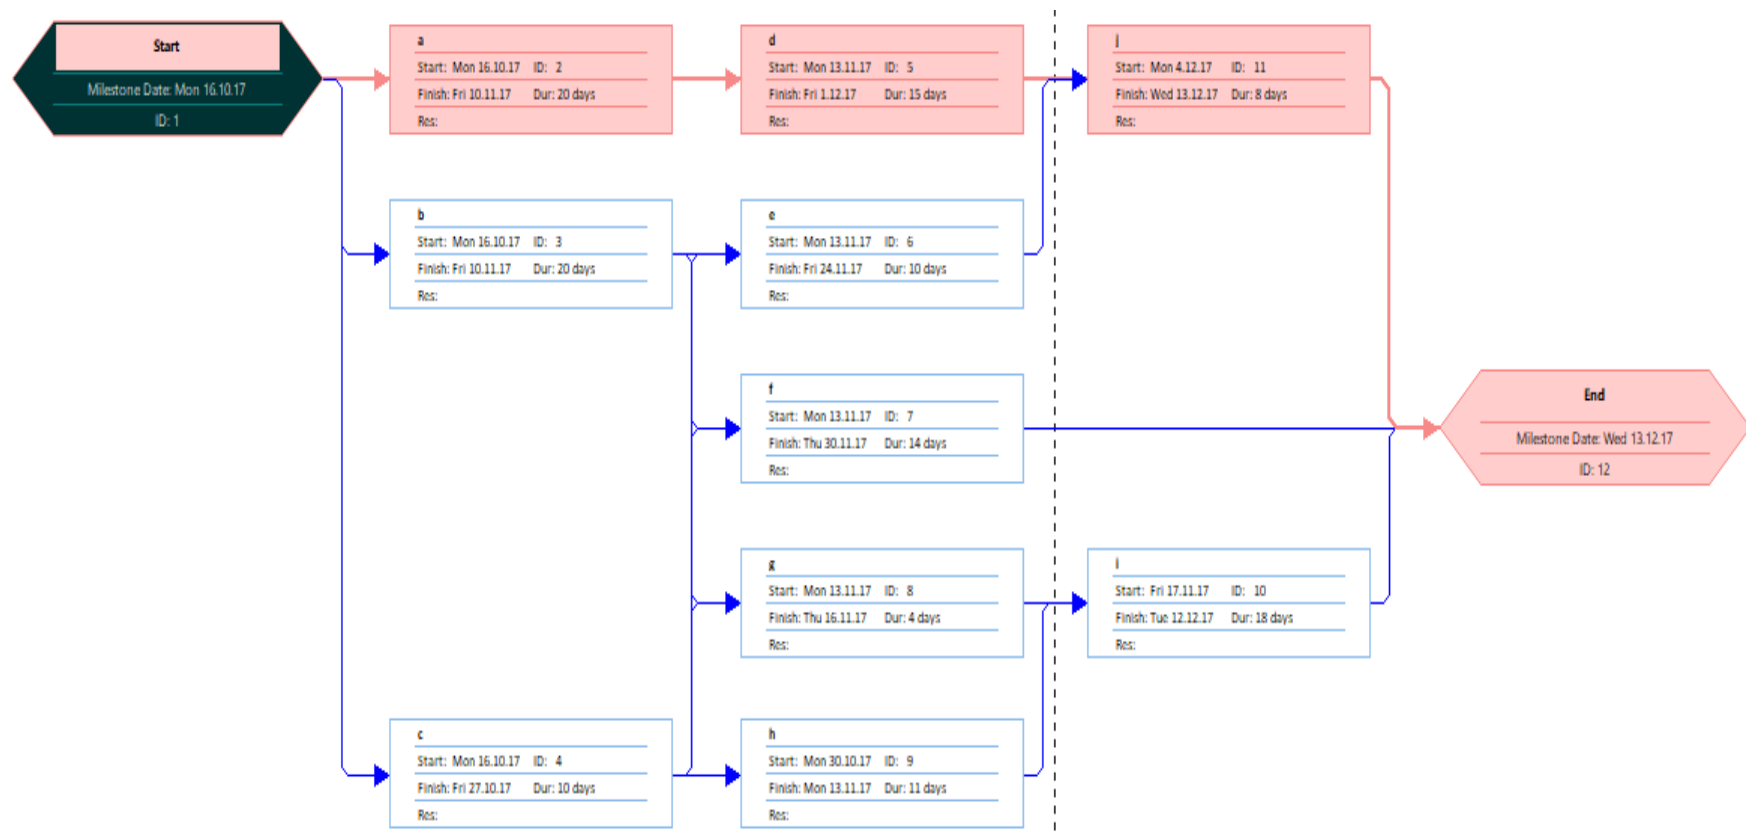 Start
Milestone Date: Mon 16.10.17
ID: 1
a
Start: Mon 16.10.17 ID: 2
Finish: Fri 10.11.17 Dur: 20 days
Res:
d
Start: Mon 13.11.17 ID: 5
Finish: Fri 1.12.17 Dur: 15 days
Res:
j
Start: Mon 4.12.17 ID: 11
Finish: Wed 13.12.17 Dur: 8 days
Res:
b
Start: Mon 16.10.17 ID: 3
Finish: Fri 10.11.17 Dur: 20 days
Res:
e
Start: Mon 13.11.17 ID: 6
Finish: Fri 24.11.17 Dur: 10 days
Res:
f
Start: Mon 13.11.17 ID: 7
Finish: Thu 30.11.17 Dur: 14 days
Res:
End
Milestone Date: Wed 13.12.17
ID: 12
g
Start: Mon 13.11.17 ID: 8
Finish: Thu 16.11.17 Dur: 4 days
Res:
i
Start: Fri 17.11.17 ID: 10
Finish: Tue 12.12.17 Dur: 18 days
Res:
c
Start: Mon 16.10.17 ID: 4
Finish: Fri 27.10.17 Dur: 10 days
Res:
h
Start: Mon 30.10.17 ID: 9
Finish: Mon 13.11.17 Dur: 11 days
Res: